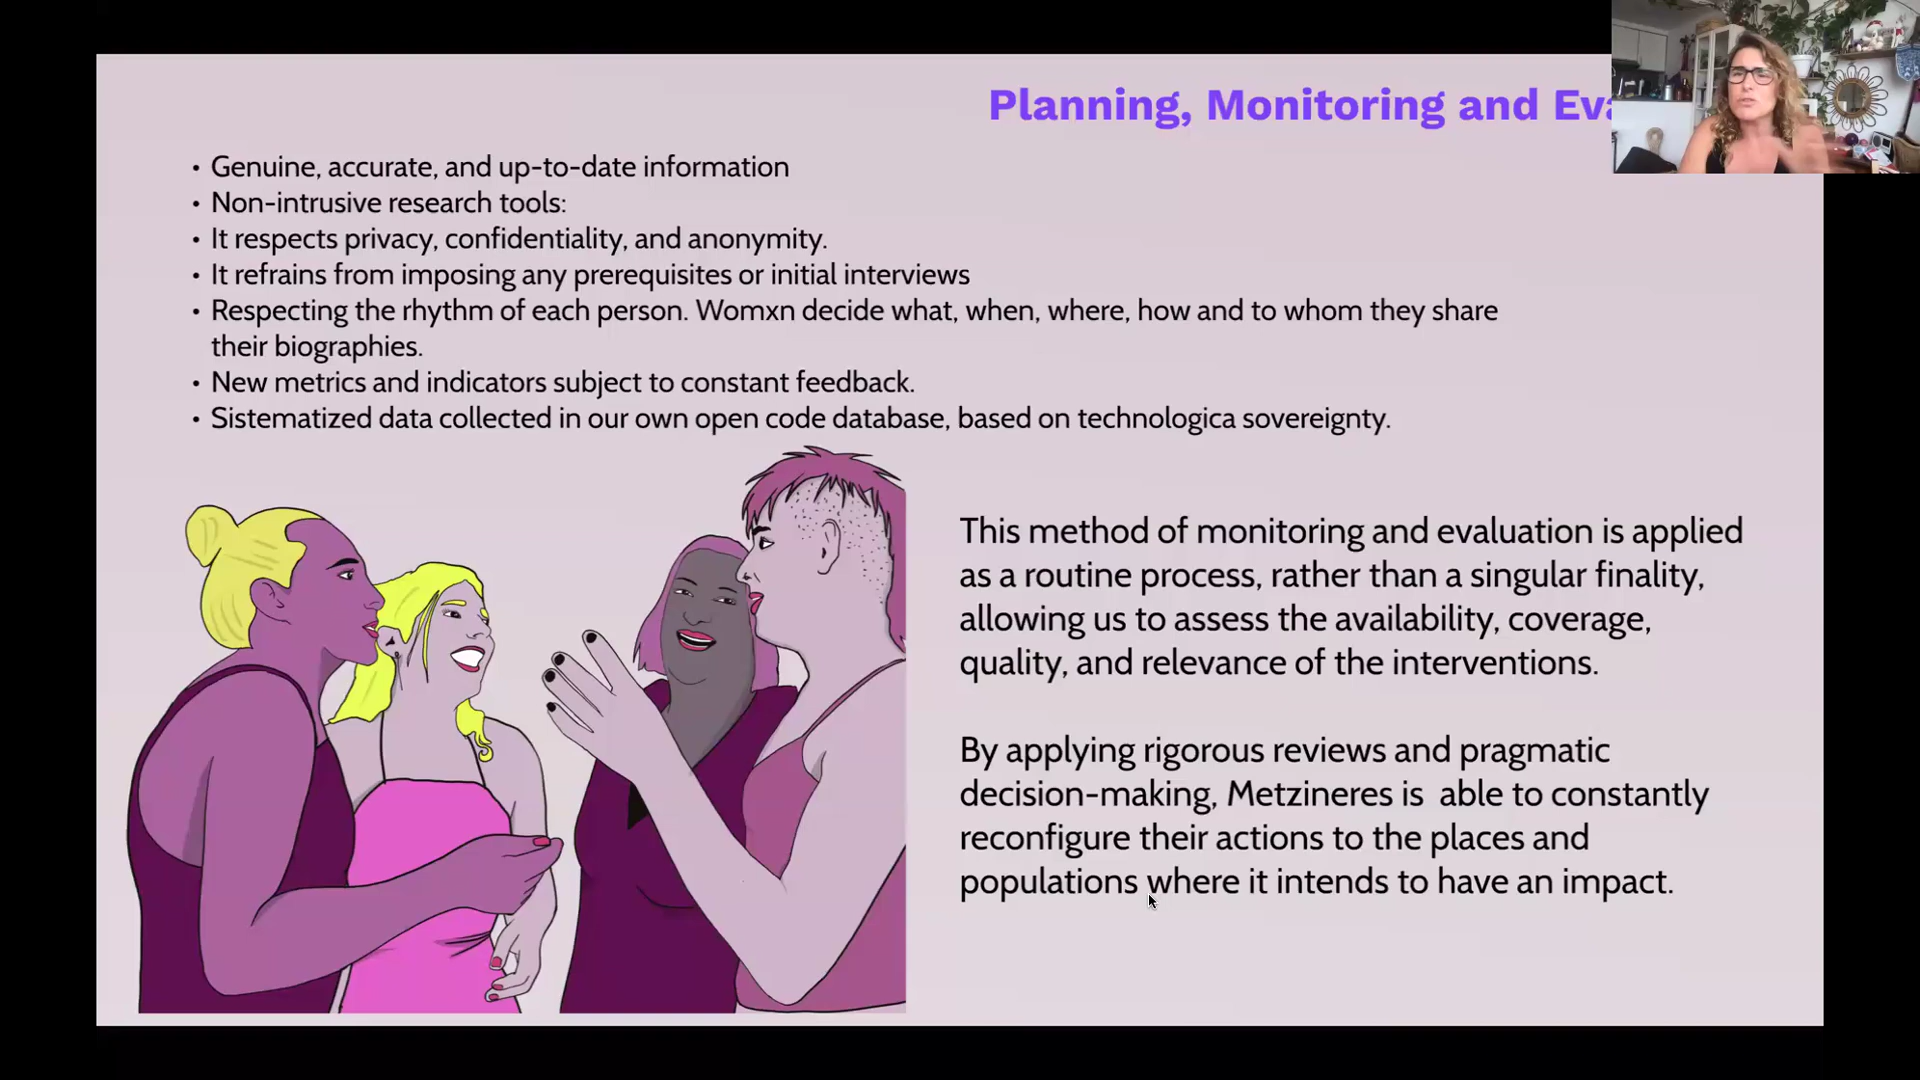 Planning, Monitoring and
• Genuine, accurate, and up-to-date information
• Non-intrusive research tools:
• It respects privacy, confidentiality, and anonymity.
• It refrains from imposing any prerequisites or initial interviews
• Respecting the rhythm of each person. Womxn decide what, when, where, how and to whom they share
their biographies.
• New metrics and indicators subject to constant feedback.
• Sistematized data collected in our own open code database, based on technologica sovereignty.
This method of monitoring and evaluation is applied
as a routine process, rather than a singular finality,
allowing us to assess the availability, coverage,
quality, and relevance of the interventions.
By applying rigorous reviews and pragmatic
decision-making, Metzineres is able to constantly
reconfigure their actions to the places and
populations where it intends to have an impact.